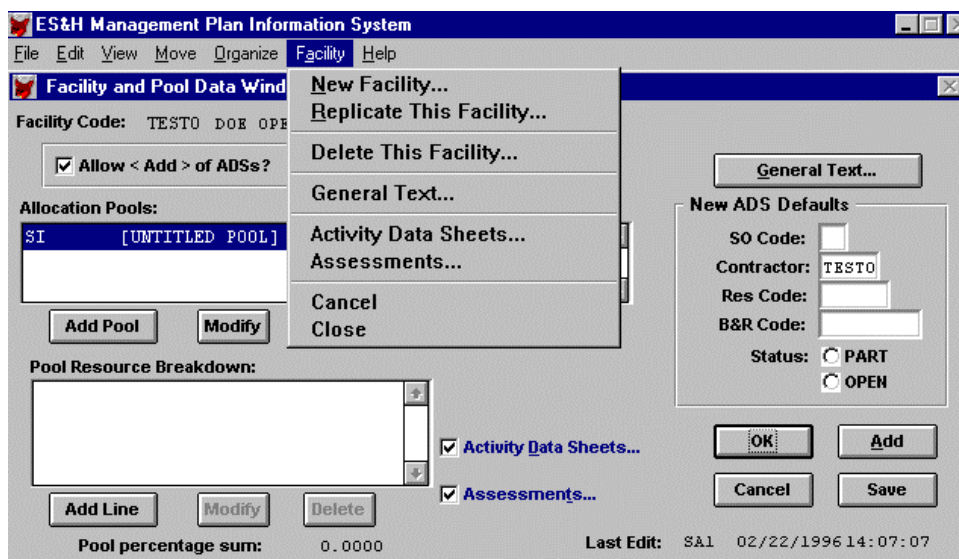 ES&H Management Plan Information System
File Edit View Move Organize Facility Help
Facility and Pool Data Wind
New Facility...
Replicate This Facility...
Delete This Facility...
General Text...
Activity Data Sheets...
Assessments...
Cancel
Close
Facility Code: TESTO DOE OPE
Allow < Add > of ADSs?
General Text...
Allocation Pools:
SI [UNTITLED POOL]
New ADS Defaults
SO Code:
Contractor: TESTO
Res Code:
B&R Code:
Status: PART
OPEN
Add Pool Modify
Pool Resource Breakdown:
Activity Data Sheets...
Assessments...
OK Add
Cancel Save
Add Line Modify Delete
Pool percentage sum: 0.0000
Last Edit: SA1 02/22/1996 14:07:07